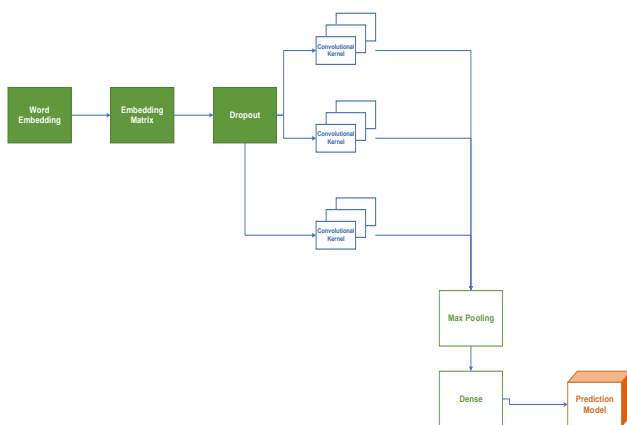 Convolutional
Kernel
Word
Embedding
Embedding
Matrix
Dropout
Convolutional
Kernel
Convolutional
Kernel
Max Pooling
Dense
Prediction
Model